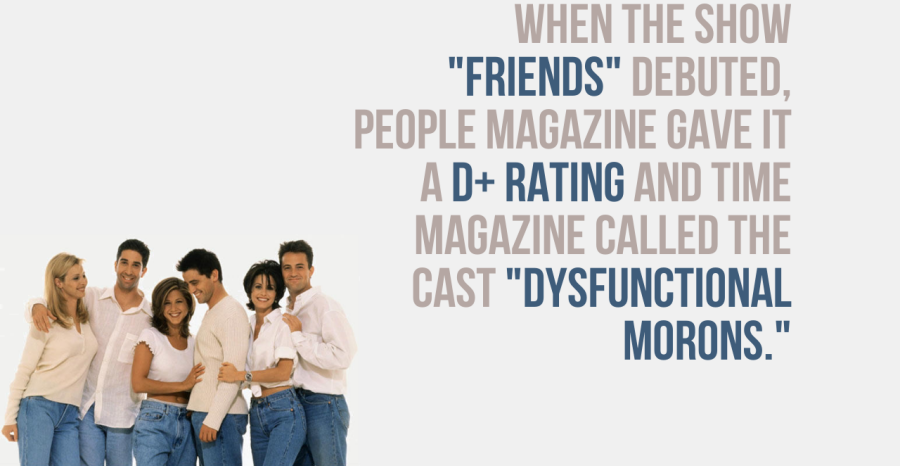 WHEN THE SHOW
"FRIENDS" DEBUTED,
PEOPLE MAGAZINE GAVE IT
A D+ RATING AND TIME
MAGAZINE CALLED THE
CAST "DYSFUNCTIONAL
MORONS."